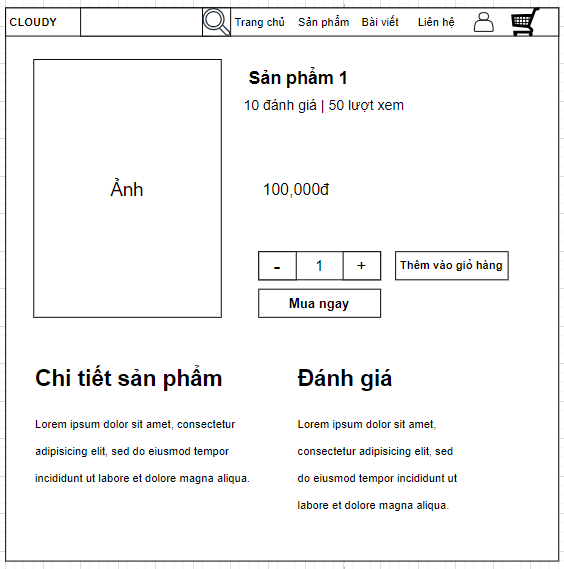 CLOUDY
Trang chủ Sản phẩm Bài viết Liên hệ
Sản phẩm 1
10 đánh giá | 50 lượt xem
Ảnh
100,000đ
- 1 + Thêm vào giỏ hàng
Mua ngay
Chi tiết sản phẩm
Lorem ipsum dolor sit amet, consectetur
adipisicing elit, sed do eiusmod tempor
incididunt ut labore et dolore magna aliqua.
Đánh giá
Lorem ipsum dolor sit amet,
consectetur adipisicing elit, sed
do eiusmod tempor incididunt ut
labore et dolore magna aliqua.